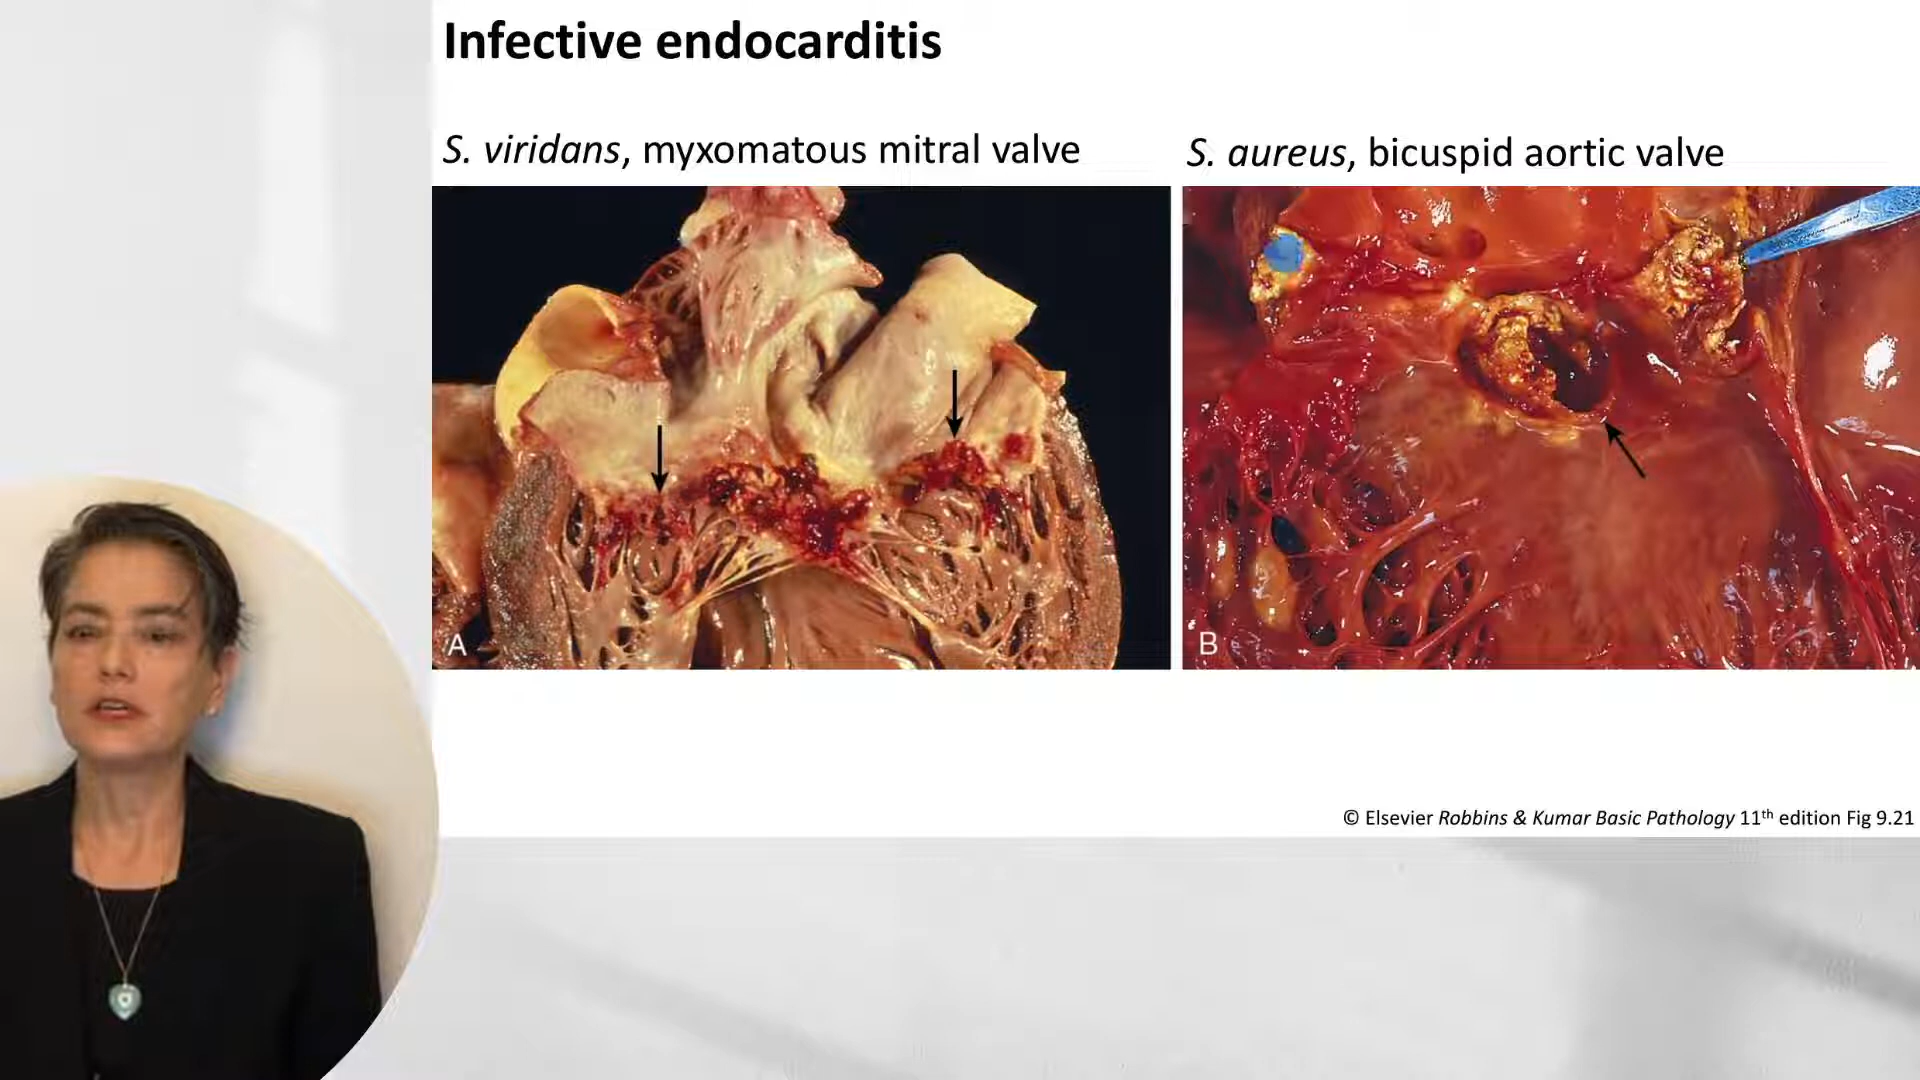 Infective endocarditis
S. viridans, myxomatous mitral valve
S. aureus, bicuspid aortic valve
A
B
© Elsevier Robbins & Kumar Basic Pathology 11th edition Fig 9.21